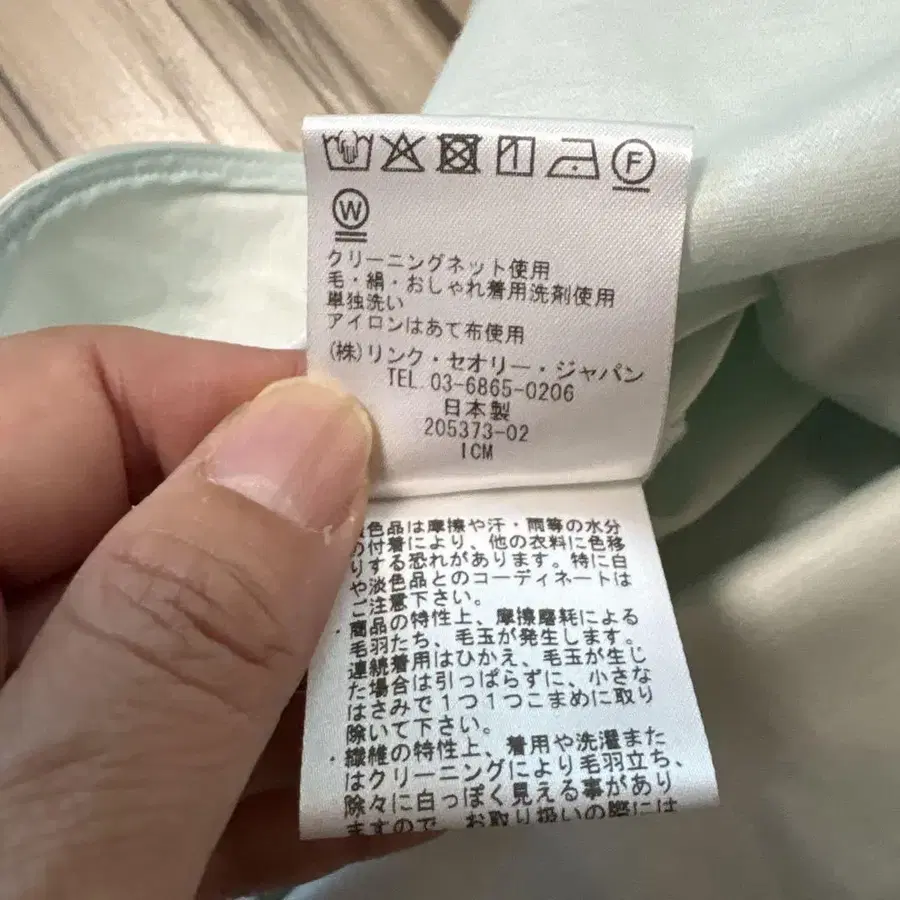 F
W
クリーニングネット使用
毛・絹・おしゃれ着用洗剤使用
単独洗い
アイロンはあて布使用
(株)リンク・セオリー・ジャパン
TEL.03-6865-0206
日本製
205373-02
ICM
色品は摩擦や汗・雨等の水分
の付着により、他の衣料に色移
りする恐れがあります。特に白
や淡色品とのコーディネートは
ご注意下さい。
・商品の特性上、摩擦磨耗による
毛羽たち、毛玉が発生します。
連続着用はひかえ、毛玉が生じ
た場合は引っぱらずに、小さな
はさみで1つ1つこまめに取り
除いて下さい。
・繊維の特性上、着用や洗濯また
はクリーニングにより毛羽立ち、
除々に白っぽく見える事があり
ますので、お取り扱いの際には